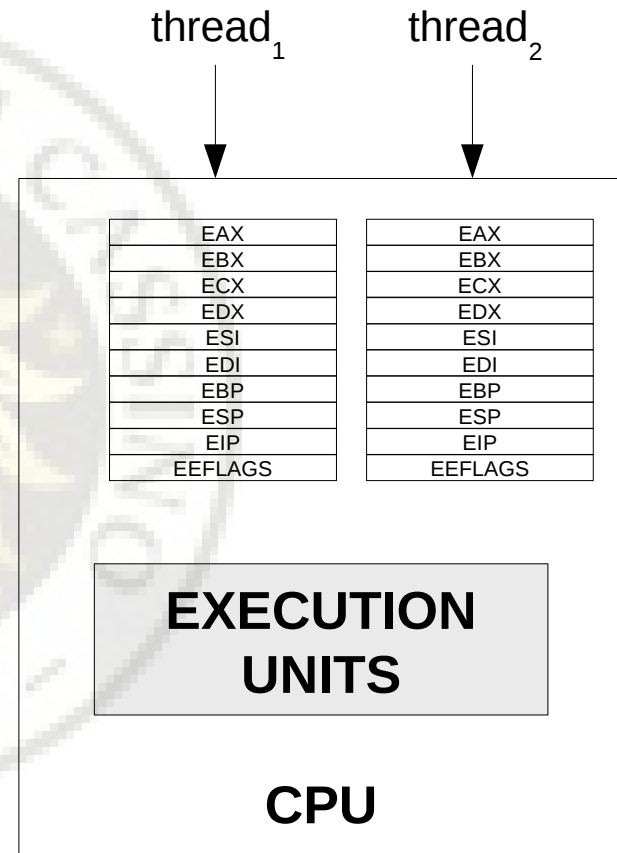 thread1 thread2
EAX EAX
EBX EBX
ECX ECX
EDX EDX
ESI ESI
EDI EDI
EBP EBP
ESP ESP
EIP EIP
EEFLAGS EEFLAGS
EXECUTION
UNITS
CPU
CASSINO